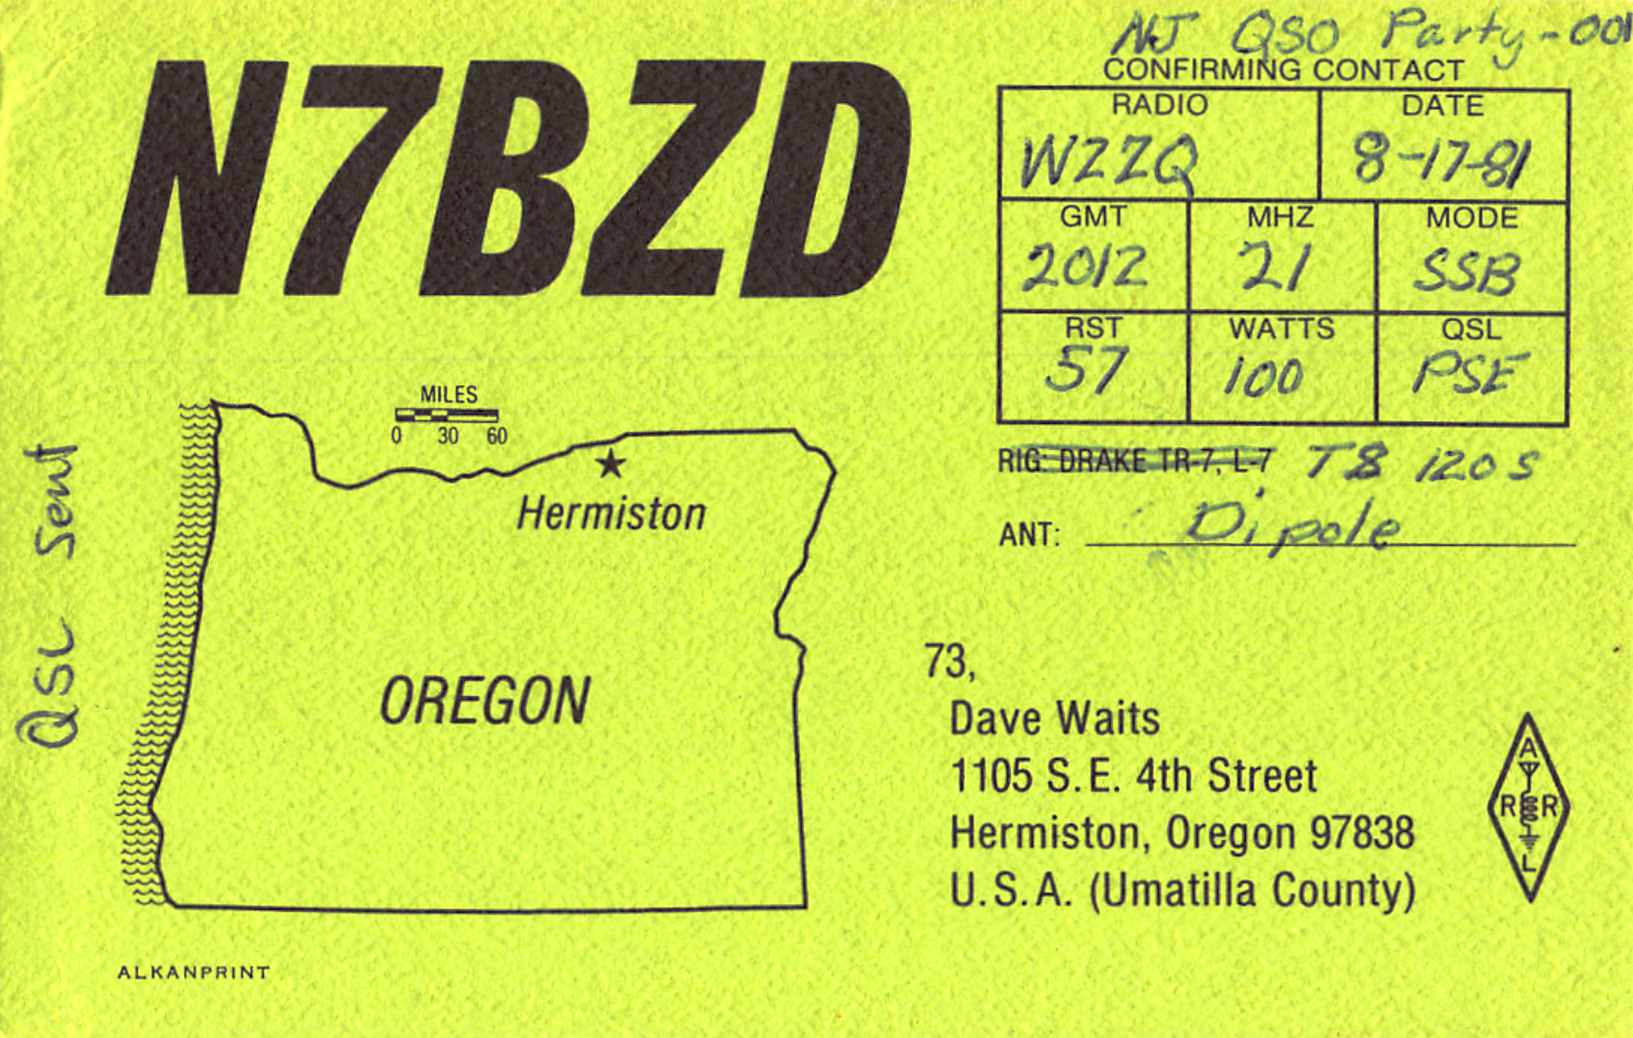 NJ QSO Party-001
N7BZD
CONFIRMING CONTACT
RADIO DATE
WZZQ 8-17-81
GMT MHZ MODE
2012 21 SSB
RST WATTS QSL
57 100 PSE
RIG: DRAKE TR-7, L-7 TS 120S
ANT: Dipole
MILES
0 30 60
Hermiston
OREGON
QSL Sent
73,
Dave Waits
1105 S.E. 4th Street
Hermiston, Oregon 97838
U.S.A. (Umatilla County)
A
R R
L
ALKANPRINT